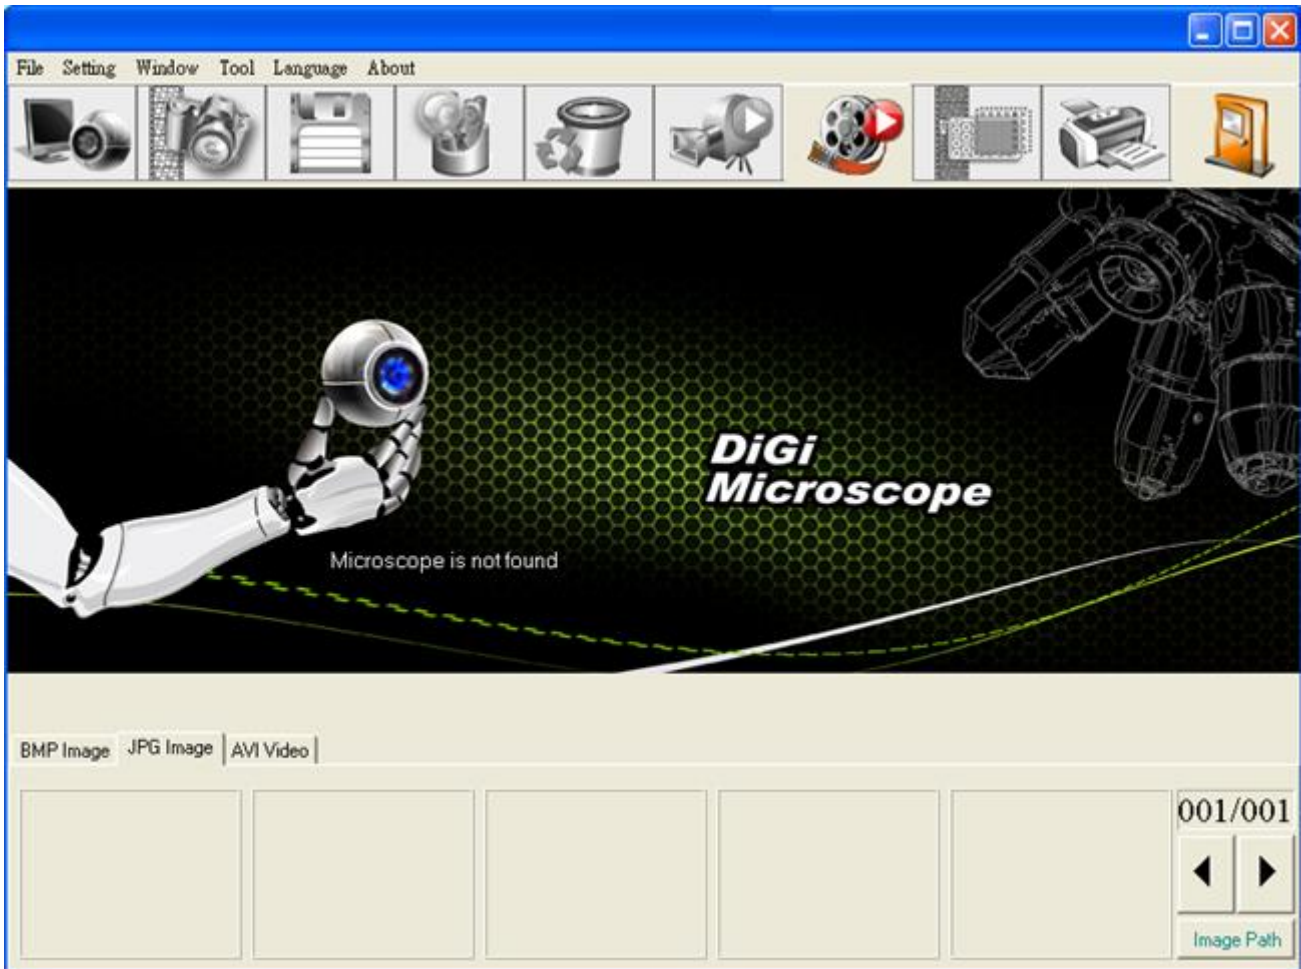 File Setting Window Tool Language About
DiGi
Microscope
Microscope is not found
BMP Image JPG Image AVI Video
001/001
Image Path